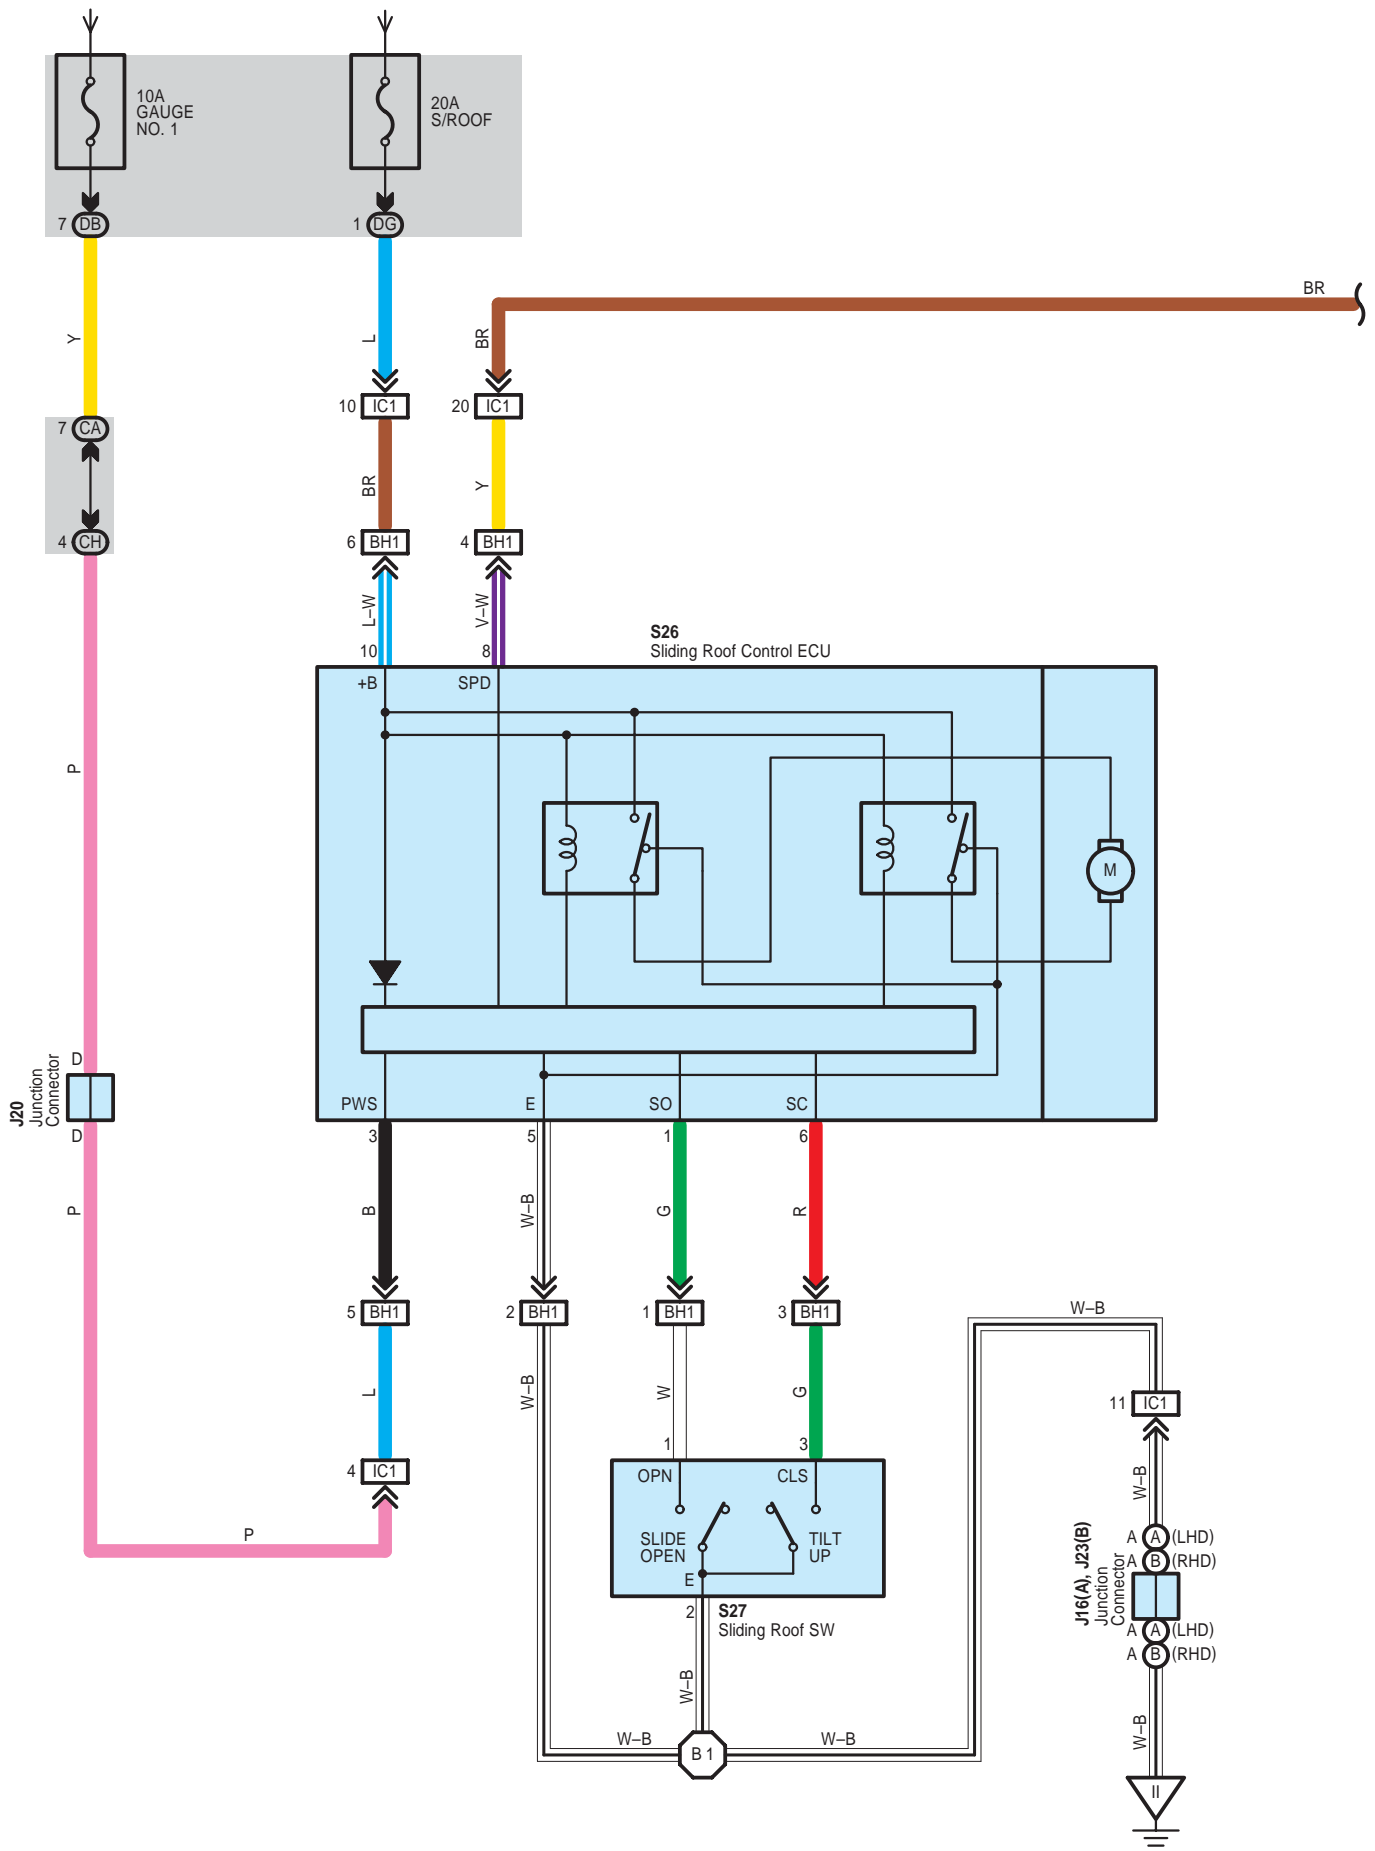 10A
GAUGE
NO. 1
20A
S/ROOF
7 DB
1 DG
BR
Y
L
BR
10 IC1
20 IC1
7 CA
BR
Y
4 CH
6 BH1
4 BH1
L–W
V–W
S26
Sliding Roof Control ECU
10
8
+B
SPD
P
M
D
J20
Junction
Connector
D
PWS
E
SO
SC
3
5
1
6
P
B
W–B
G
R
5 BH1
2 BH1
1 BH1
3 BH1
W–B
L
W–B
W
G
11 IC1
1
3
4 IC1
OPN
CLS
W–B
P
SLIDE
OPEN
TILT
UP
E
A A (LHD)
A B (RHD)
J16(A), J23(B)
Junction
Connector
2
S27
Sliding Roof SW
A A (LHD)
A B (RHD)
W–B
W–B
W–B
B 1
W–B
II